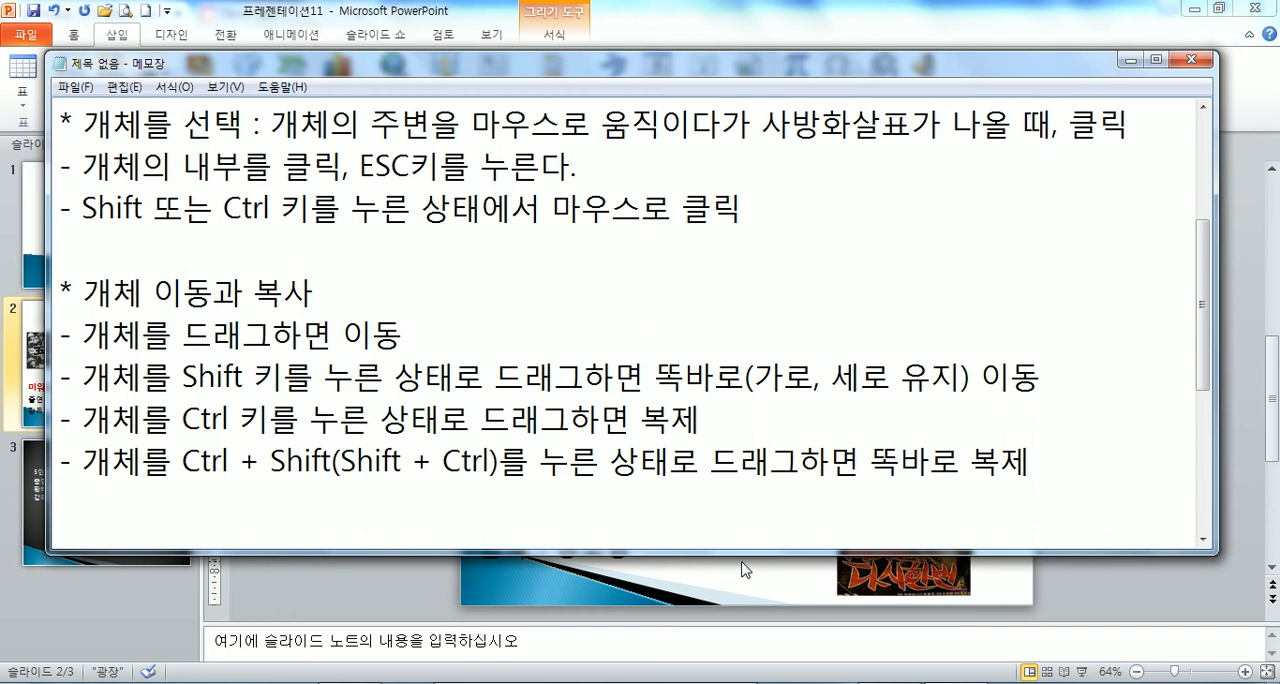 프레젠테이션11 - Microsoft PowerPoint
그리기 도구
파일 홈 삽입 디자인 전환 애니메이션 슬라이드 쇼 검토 보기 서식
표
표
슬라이
제목 없음 - 메모장
파일(F) 편집(E) 서식(O) 보기(V) 도움말(H)
* 개체를 선택 : 개체의 주변을 마우스로 움직이다가 사방화살표가 나올 때, 클릭
- 개체의 내부를 클릭, ESC키를 누른다.
- Shift 또는 Ctrl 키를 누른 상태에서 마우스로 클릭
* 개체 이동과 복사
- 개체를 드래그하면 이동
- 개체를 Shift 키를 누른 상태로 드래그하면 똑바로(가로, 세로 유지) 이동
- 개체를 Ctrl 키를 누른 상태로 드래그하면 복제
- 개체를 Ctrl + Shift(Shift + Ctrl)를 누른 상태로 드래그하면 똑바로 복제
1
2
3
다시한번
여기에 슬라이드 노트의 내용을 입력하십시오
슬라이드 2/3 "광장" 64%